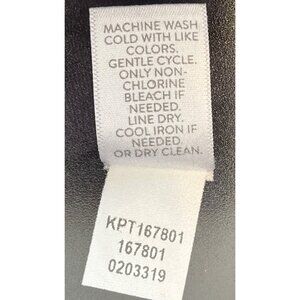 MACHINE WASH
COLD WITH LIKE
COLORS.
GENTLE CYCLE.
ONLY NON-
CHLORINE
BLEACH IF
NEEDED.
LINE DRY.
COOL IRON IF
NEEDED.
OR DRY CLEAN.
KPT167801
167801
0203319